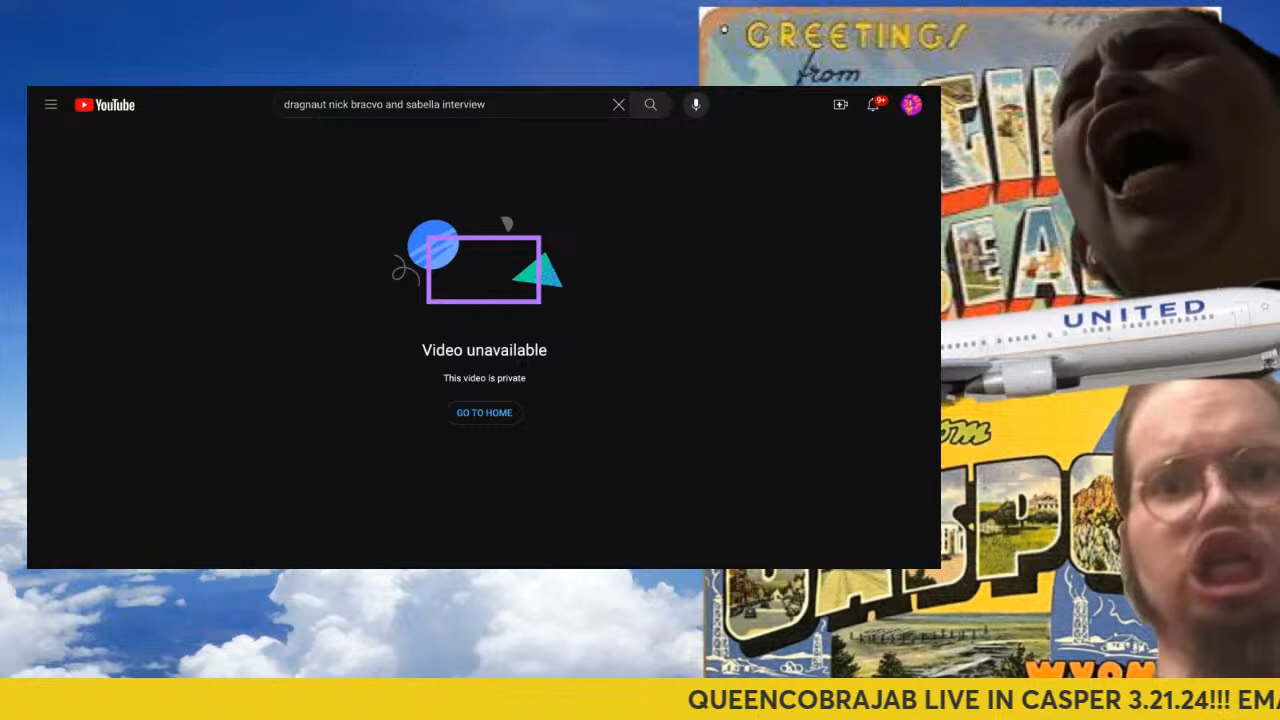 GREETINGS
from
YouTube
dragnaut nick bracvo and sabella interview
9+
UNITED
Video unavailable
This video is private
GO TO HOME
QUEENCOBRAJAB LIVE IN CASPER 3.21.24!!!